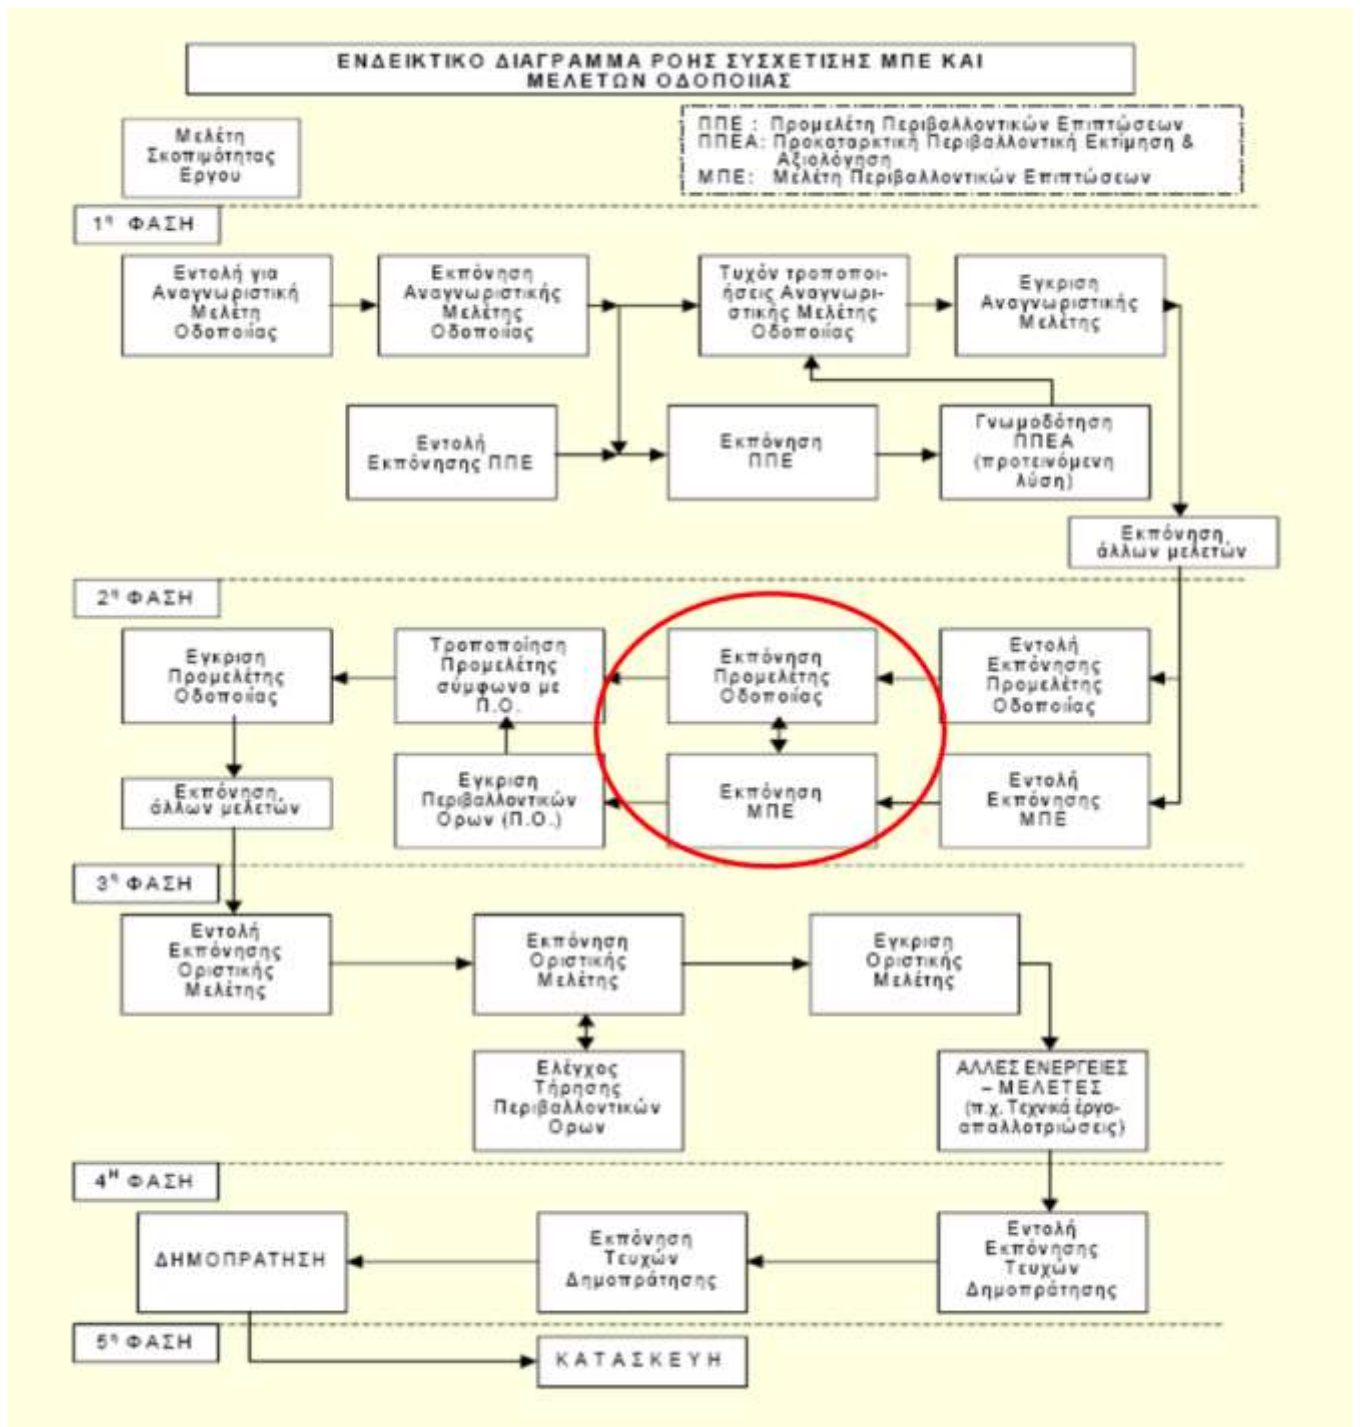 ΕΝΔΕΙΚΤΙΚΟ ΔΙΑΓΡΑΜΜΑ ΡΟΗΣ ΣΥΣΧΕΤΙΣΗΣ ΜΠΕ ΚΑΙ
ΜΕΛΕΤΩΝ ΟΔΟΠΟΙΙΑΣ
Μελέτη
Σκοπιμότητας
Εργου
ΠΠΕ : Προμελέτη Περιβαλλοντικών Επιπτώσεων
ΠΠΕΑ: Προκαταρκτική Περιβαλλοντική Εκτίμηση &
Αξιολόγηση
ΜΠΕ: Μελέτη Περιβαλλοντικών Επιπτώσεων
1η ΦΑΣΗ
Εντολή για
Αναγνωριστική
Μελέτη
Οδοποιίας
Εκπόνηση
Αναγνωριστικής
Μελέτης
Οδοποιίας
Τυχόν τροποποι-
ήσεις Αναγνωρι-
στικής Μελέτης
Οδοποιίας
Εγκριση
Αναγνωριστικής
Μελέτης
Εντολή
Εκπόνησης ΠΠΕ
Εκπόνηση
ΠΠΕ
Γνωμοδότηση
ΠΠΕΑ
(προτεινόμενη
λύση)
Εκπόνηση
άλλων μελετών
2η ΦΑΣΗ
Εγκριση
Προμελέτης
Οδοποιίας
Τροποποίηση
Προμελέτης
σύμφωνα με
Π.Ο.
Εκπόνηση
Προμελέτης
Οδοποιίας
Εντολή
Εκπόνησης
Προμελέτης
Οδοποιίας
Εκπόνηση
άλλων μελετών
Εγκριση
Περιβαλλοντικών
Ορων (Π.Ο.)
Εκπόνηση
ΜΠΕ
Εντολή
Εκπόνησης
ΜΠΕ
3η ΦΑΣΗ
Εντολή
Εκπόνησης
Οριστικής
Μελέτης
Εκπόνηση
Οριστικής
Μελέτης
Εγκριση
Οριστικής
Μελέτης
Ελέγχος
Τήρησης
Περιβαλλοντικών
Ορων
ΑΛΛΕΣ ΕΝΕΡΓΕΙΕΣ
– ΜΕΛΕΤΕΣ
(π.χ. Τεχνικά έργα-
απαλλοτριώσεις)
4Η ΦΑΣΗ
ΔΗΜΟΠΡΑΤΗΣΗ
Εκπόνηση
Τευχών
Δημοπράτησης
Εντολή
Εκπόνησης
Τευχών
Δημοπράτησης
5η ΦΑΣΗ
ΚΑΤΑΣΚΕΥΗ